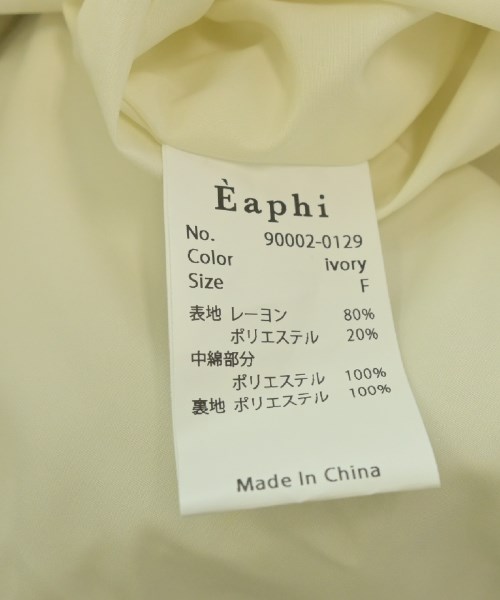 Èaphi
No. 90002-0129
Color ivory
Size F
表地 レーヨン 80%
ポリエステル 20%
中綿部分
ポリエステル 100%
裏地 ポリエステル 100%
Made In China